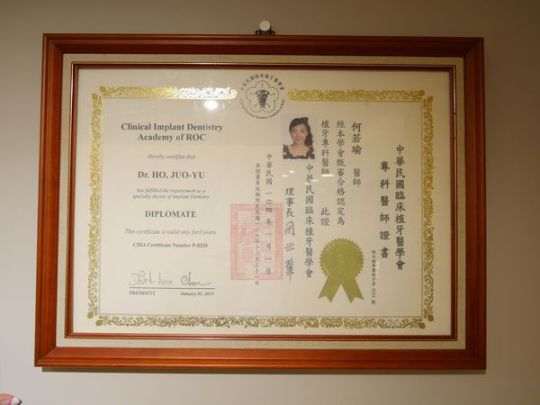 Clinical Implant Dentistry
Academy of ROC
Hereby certifies that
Dr. HO, JUO-YU
has fulfilled the requirement as a
specialty doctor of Implant Dentistry
DIPLOMATE
This certificate is valid only for3 years
CIDA Certificate Number P-0233
PRESIDENT January 01, 2015
中華民國臨床植牙醫學會
專科醫師證書
何若瑜 醫師
經本學會甄審合格認定為
植牙專科醫師 此證
中華民國臨床植牙醫學會
理事長
中華民國一０四年一月一日